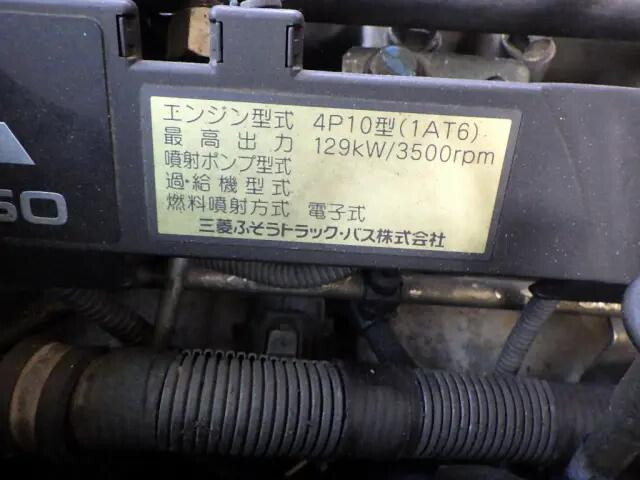 エンジン型式 4P10型(1AT6)
最高出力 129kW/3500rpm
噴射ポンプ型式
過・給機型式
燃料噴射方式 電子式
三菱ふそうトラック・バス株式会社
50